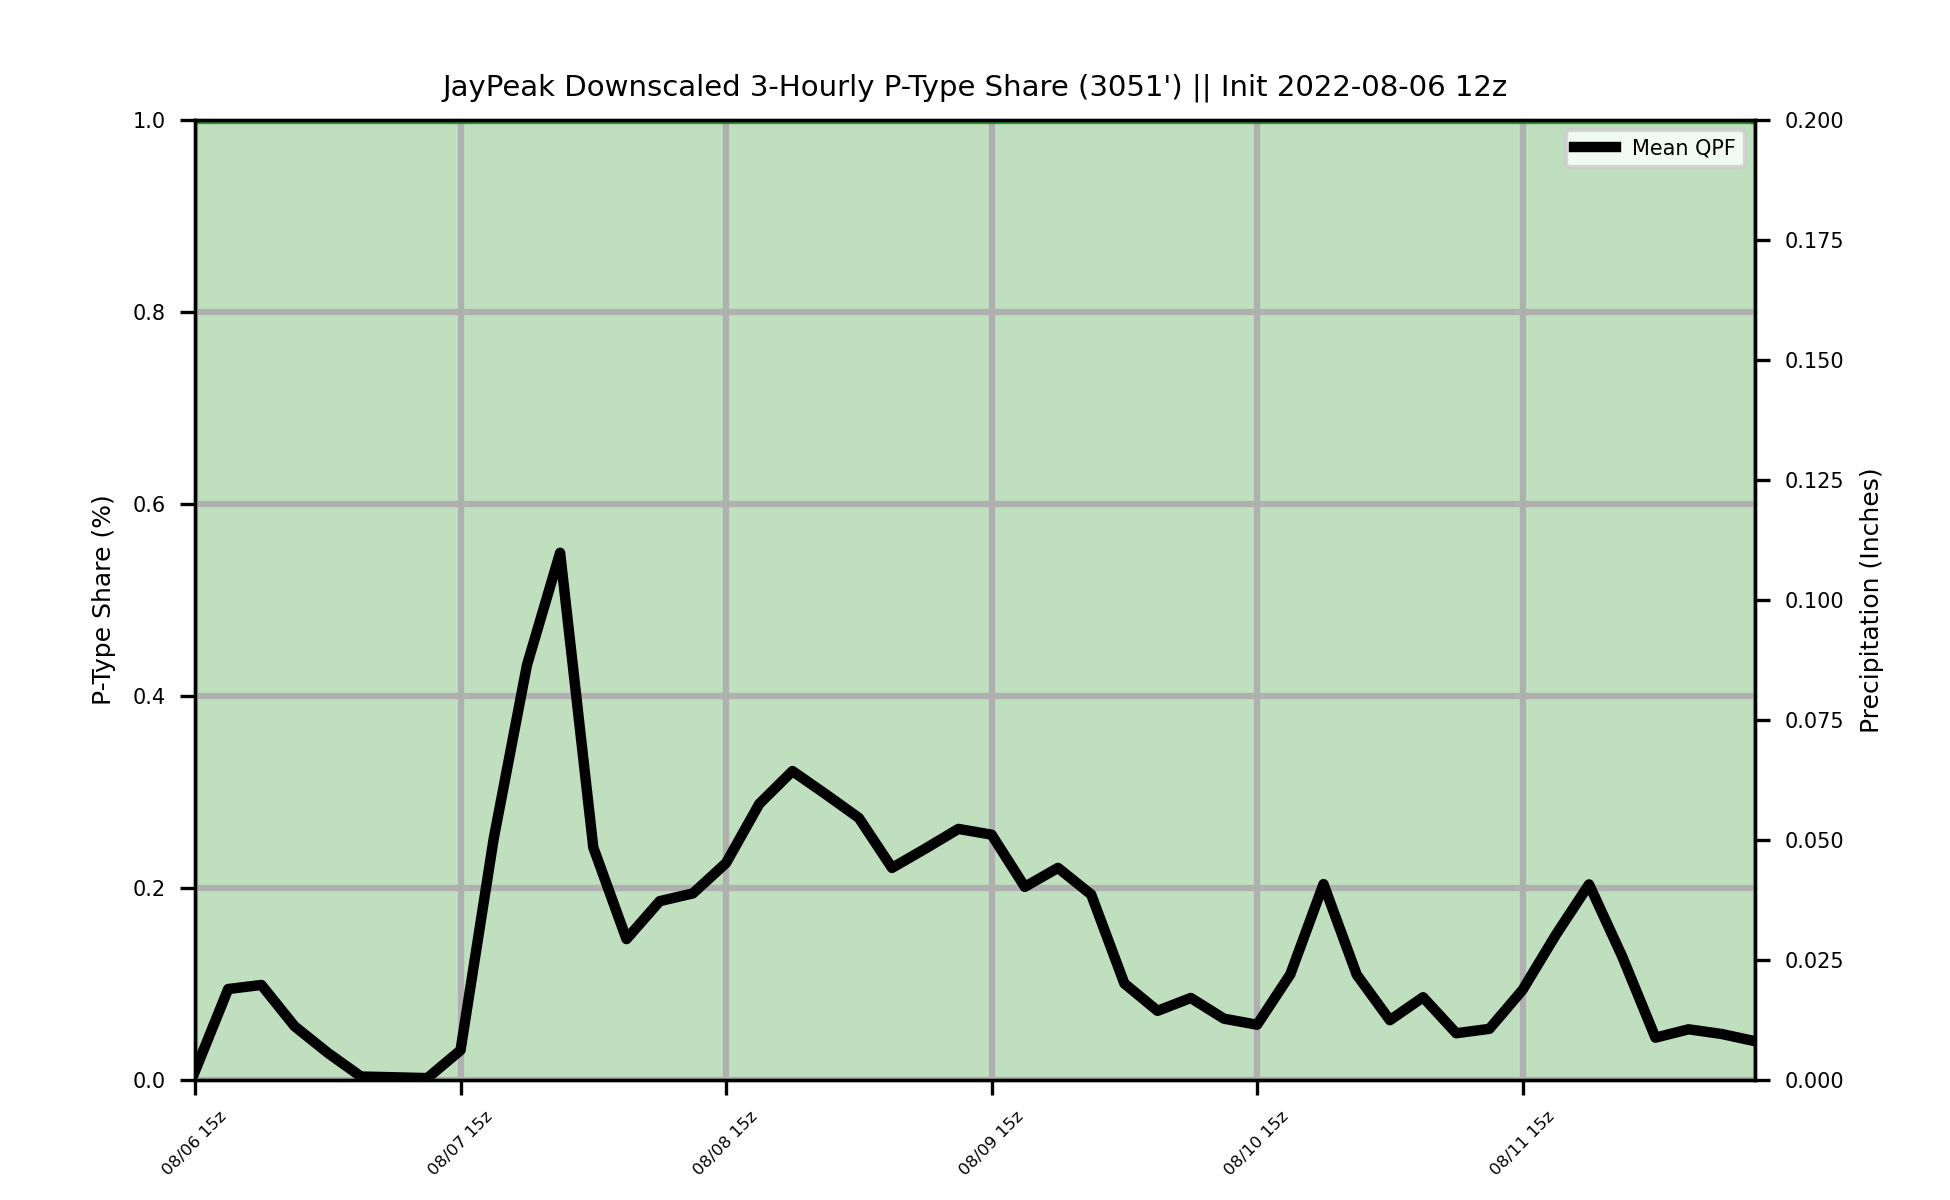 JayPeak Downscaled 3-Hourly P-Type Share (3051') || Init 2022-08-06 12z
Mean QPF
P-Type Share (%)
1.0
0.8
0.6
0.4
0.2
0.0
0.200
0.175
0.150
0.125
0.100
0.075
0.050
0.025
0.000
Precipitation (Inches)
08/06 15z
08/07 15z
08/08 15z
08/09 15z
08/10 15z
08/11 15z